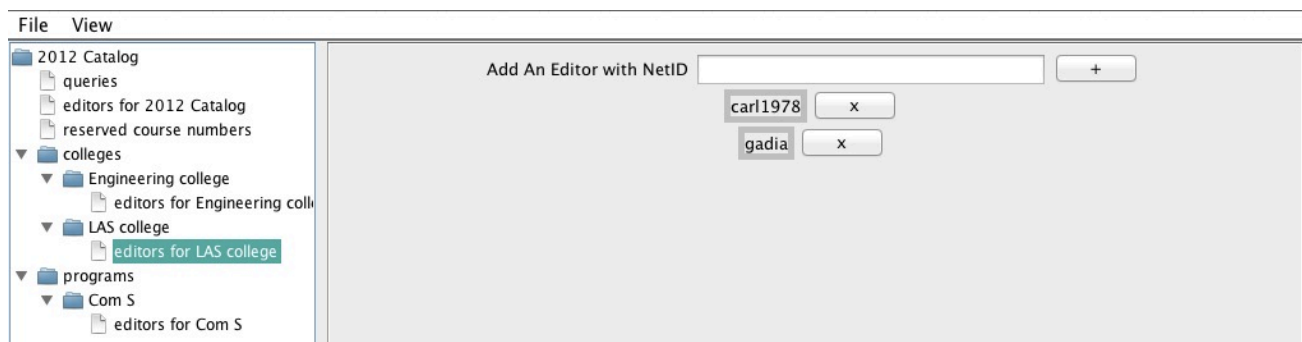 File View
2012 Catalog
queries
editors for 2012 Catalog
reserved course numbers
colleges
Engineering college
editors for Engineering coll
LAS college
editors for LAS college
programs
Com S
editors for Com S
Add An Editor with NetID +
carl1978 x
gadia x